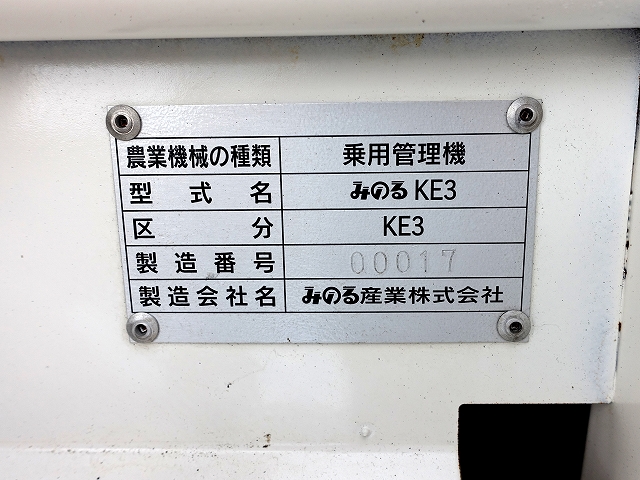 農業機械の種類 乗用管理機
型式名 みのる KE3
区分 KE3
製造番号 00017
製造会社名 みのる産業株式会社